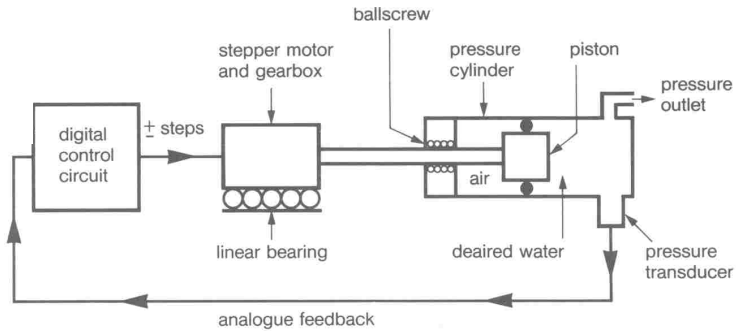 ballscrew
stepper motor
and gearbox
pressure
cylinder
piston
pressure
outlet
digital
control
circuit
± steps
air
linear bearing
deaired water
pressure
transducer
analogue feedback